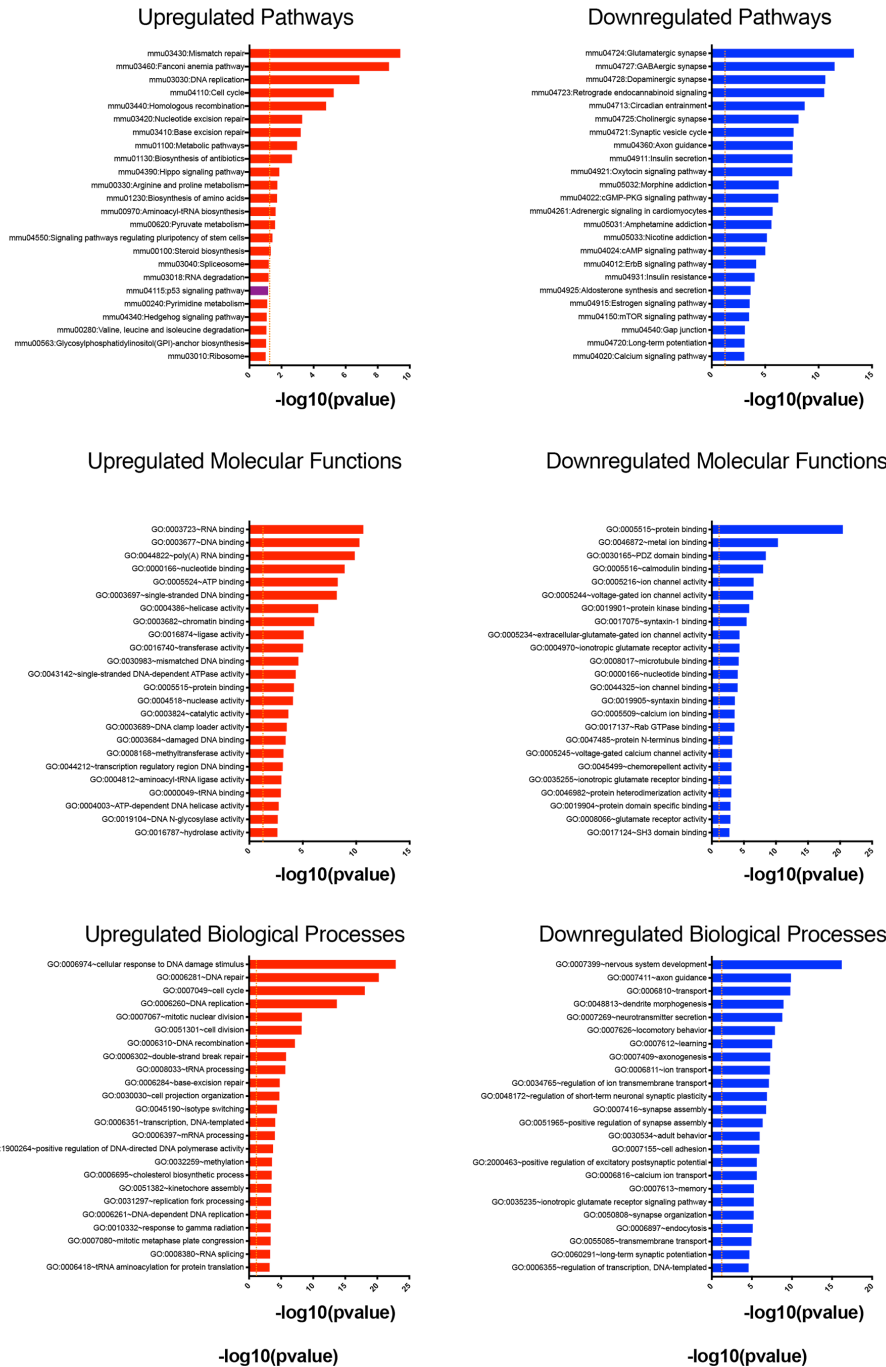 Upregulated Pathways
mmu03430:Mismatch repair
mmu03460:Fanconi anemia pathway
mmu03030:DNA replication
mmu04110:Cell cycle
mmu03440:Homologous recombination
mmu03420:Nucleotide excision repair
mmu03410:Base excision repair
mmu01100:Metabolic pathways
mmu01130:Biosynthesis of antibiotics
mmu04390:Hippo signaling pathway
mmu00330:Arginine and proline metabolism
mmu01230:Biosynthesis of amino acids
mmu00970:Aminoacyl-tRNA biosynthesis
mmu00620:Pyruvate metabolism
mmu04550:Signaling pathways regulating pluripotency of stem cells
mmu00100:Steroid biosynthesis
mmu03040:Spliceosome
mmu03018:RNA degradation
mmu04115:p53 signaling pathway
mmu00240:Pyrimidine metabolism
mmu04340:Hedgehog signaling pathway
mmu00280:Valine, leucine and isoleucine degradation
mmu00563:Glycosylphosphatidylinositol(GPI)-anchor biosynthesis
mmu03010:Ribosome
0 2 4 6 8 10
-log10(pvalue)
Downregulated Pathways
mmu04724:Glutamatergic synapse
mmu04727:GABAergic synapse
mmu04728:Dopaminergic synapse
mmu04723:Retrograde endocannabinoid signaling
mmu04713:Circadian entrainment
mmu04725:Cholinergic synapse
mmu04721:Synaptic vesicle cycle
mmu04360:Axon guidance
mmu04911:Insulin secretion
mmu04921:Oxytocin signaling pathway
mmu05032:Morphine addiction
mmu04022:cGMP-PKG signaling pathway
mmu04261:Adrenergic signaling in cardiomyocytes
mmu05031:Amphetamine addiction
mmu05033:Nicotine addiction
mmu04024:cAMP signaling pathway
mmu04012:ErbB signaling pathway
mmu04931:Insulin resistance
mmu04925:Aldosterone synthesis and secretion
mmu04915:Estrogen signaling pathway
mmu04150:mTOR signaling pathway
mmu04540:Gap junction
mmu04720:Long-term potentiation
mmu04020:Calcium signaling pathway
0 5 10 15
-log10(pvalue)
Upregulated Molecular Functions
GO:0003723~RNA binding
GO:0003677~DNA binding
GO:0044822~poly(A) RNA binding
GO:0000166~nucleotide binding
GO:0005524~ATP binding
GO:0003697~single-stranded DNA binding
GO:0004386~helicase activity
GO:0003682~chromatin binding
GO:0016874~ligase activity
GO:0016740~transferase activity
GO:0030983~mismatched DNA binding
GO:0043142~single-stranded DNA-dependent ATPase activity
GO:0005515~protein binding
GO:0004518~nuclease activity
GO:0003824~catalytic activity
GO:0003689~DNA clamp loader activity
GO:0003684~damaged DNA binding
GO:0008168~methyltransferase activity
GO:0044212~transcription regulatory region DNA binding
GO:0004812~aminoacyl-tRNA ligase activity
GO:0000049~tRNA binding
GO:0004003~ATP-dependent DNA helicase activity
GO:0019104~DNA N-glycosylase activity
GO:0016787~hydrolase activity
0 5 10 15
-log10(pvalue)
Downregulated Molecular Functions
GO:0005515~protein binding
GO:0046872~metal ion binding
GO:0030165~PDZ domain binding
GO:0005516~calmodulin binding
GO:0005216~ion channel activity
GO:0005244~voltage-gated ion channel activity
GO:0019901~protein kinase binding
GO:0017075~syntaxin-1 binding
GO:0005234~extracellular-glutamate-gated ion channel activity
GO:0004970~ionotropic glutamate receptor activity
GO:0008017~microtubule binding
GO:0000166~nucleotide binding
GO:0044325~ion channel binding
GO:0019905~syntaxin binding
GO:0005509~calcium ion binding
GO:0017137~Rab GTPase binding
GO:0047485~protein N-terminus binding
GO:0005245~voltage-gated calcium channel activity
GO:0045499~chemorepellent activity
GO:0035255~ionotropic glutamate receptor binding
GO:0046982~protein heterodimerization activity
GO:0019904~protein domain specific binding
GO:0008066~glutamate receptor activity
GO:0017124~SH3 domain binding
0 5 10 15 20 25
-log10(pvalue)
Upregulated Biological Processes
GO:0006974~cellular response to DNA damage stimulus
GO:0006281~DNA repair
GO:0007049~cell cycle
GO:0006260~DNA replication
GO:0007067~mitotic nuclear division
GO:0051301~cell division
GO:0006310~DNA recombination
GO:0006302~double-strand break repair
GO:0008033~tRNA processing
GO:0006284~base-excision repair
GO:0030030~cell projection organization
GO:0045190~isotype switching
GO:0006351~transcription, DNA-templated
GO:0006397~mRNA processing
:1900264~positive regulation of DNA-directed DNA polymerase activity
GO:0032259~methylation
GO:0006695~cholesterol biosynthetic process
GO:0051382~kinetochore assembly
GO:0031297~replication fork processing
GO:0006261~DNA-dependent DNA replication
GO:0010332~response to gamma radiation
GO:0007080~mitotic metaphase plate congression
GO:0008380~RNA splicing
GO:0006418~tRNA aminoacylation for protein translation
0 5 10 15 20 25
-log10(pvalue)
-log10(pvalue)
Downregulated Biological Processes
GO:0007399~nervous system development
GO:0007411~axon guidance
GO:0006810~transport
GO:0048813~dendrite morphogenesis
GO:0007269~neurotransmitter secretion
GO:0007626~locomotory behavior
GO:0007612~learning
GO:0007409~axonogenesis
GO:0006811~ion transport
GO:0034765~regulation of ion transmembrane transport
GO:0048172~regulation of short-term neuronal synaptic plasticity
GO:0007416~synapse assembly
GO:0051965~positive regulation of synapse assembly
GO:0030534~adult behavior
GO:0007155~cell adhesion
GO:2000463~positive regulation of excitatory postsynaptic potential
GO:0006816~calcium ion transport
GO:0007613~memory
GO:0035235~ionotropic glutamate receptor signaling pathway
GO:0050808~synapse organization
GO:0006897~endocytosis
GO:0055085~transmembrane transport
GO:0060291~long-term synaptic potentiation
GO:0006355~regulation of transcription, DNA-templated
0 5 10 15 20
-log10(pvalue)
-log10(pvalue)